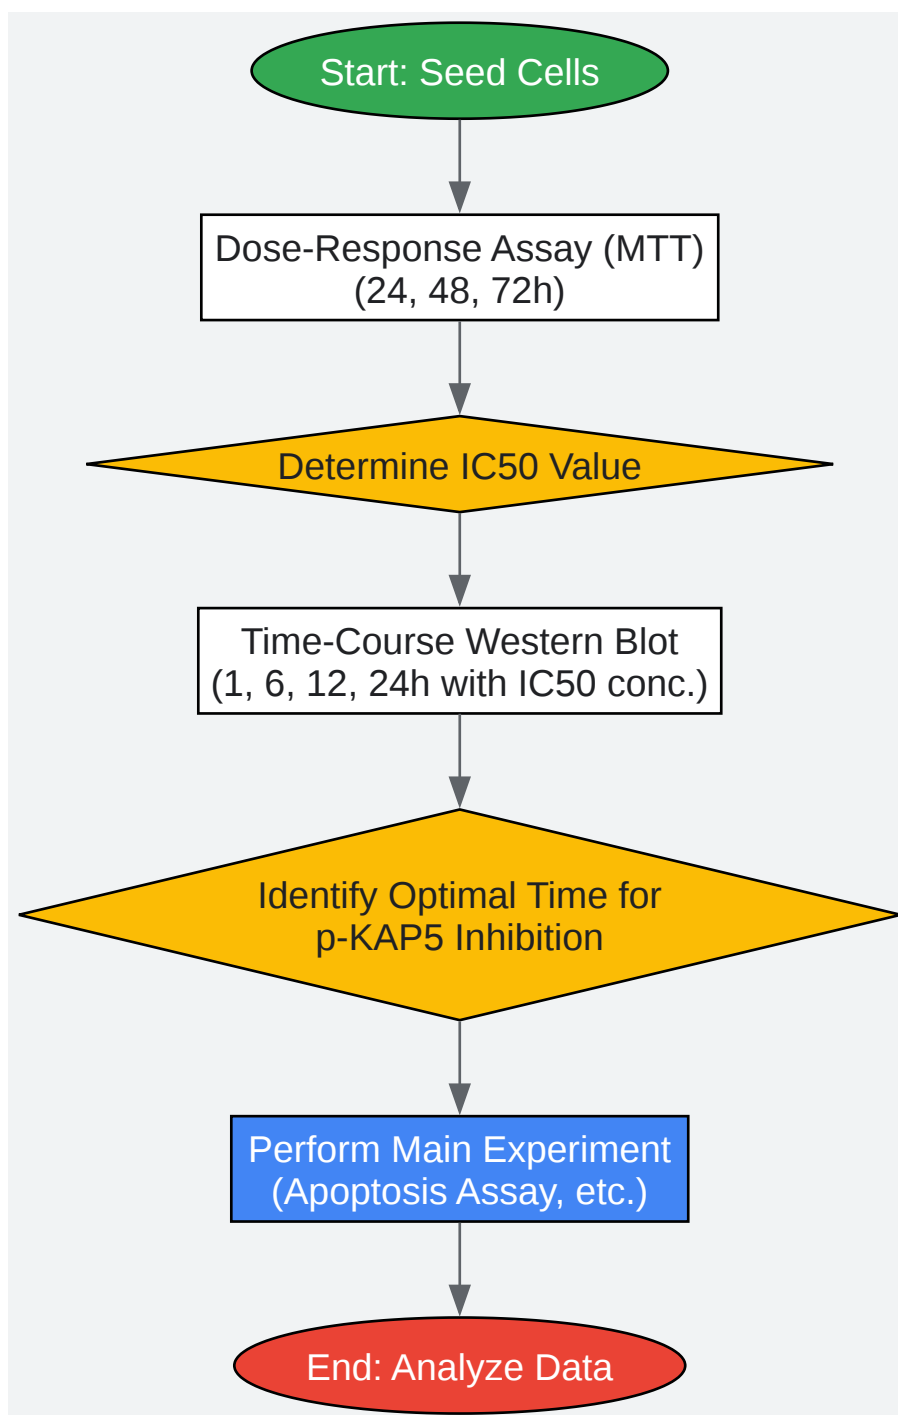 Start: Seed Cells
Dose-Response Assay (MTT)
(24, 48, 72h)
Determine IC50 Value
Time-Course Western Blot
(1, 6, 12, 24h with IC50 conc.)
Identify Optimal Time for
p-KAP5 Inhibition
Perform Main Experiment
(Apoptosis Assay, etc.)
End: Analyze Data